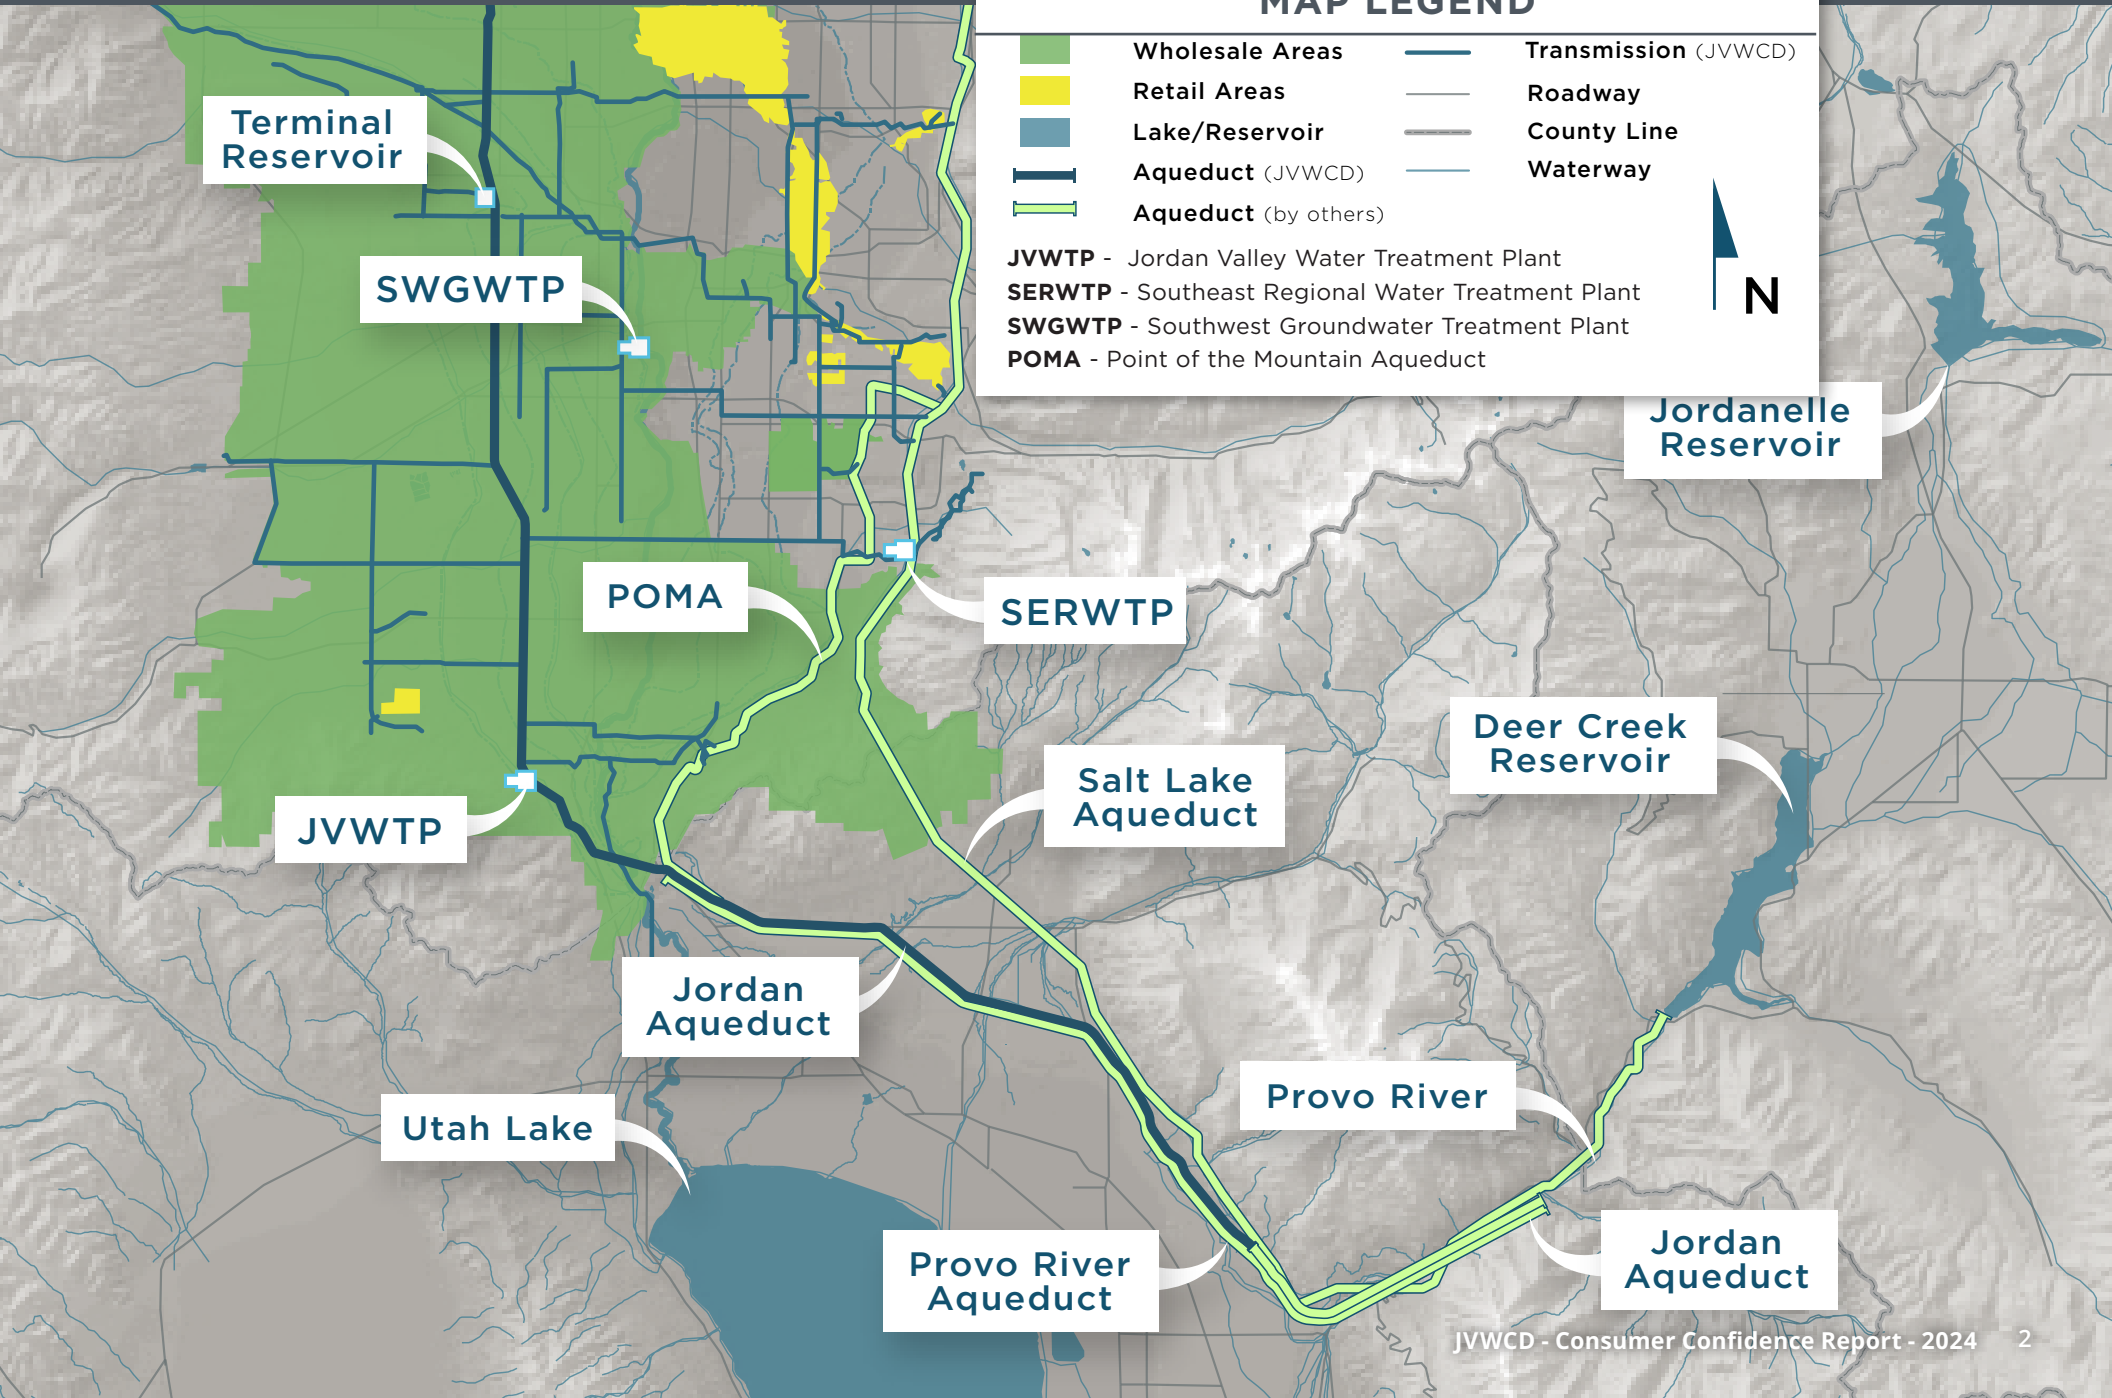 MAP LEGEND
Wholesale Areas
Retail Areas
Lake/Reservoir
Aqueduct (JVWCD)
Aqueduct (by others)
Transmission (JVWCD)
Roadway
County Line
Waterway
JVWTP - Jordan Valley Water Treatment Plant
SERWTP - Southeast Regional Water Treatment Plant
SWGWTP - Southwest Groundwater Treatment Plant
POMA - Point of the Mountain Aqueduct
N
Terminal
Reservoir
SWGWTP
Jordanelle
Reservoir
POMA
SERWTP
Deer Creek
Reservoir
Salt Lake
Aqueduct
JVWTP
Jordan
Aqueduct
Provo River
Utah Lake
Provo River
Aqueduct
Jordan
Aqueduct
JVWCD - Consumer Confidence Report - 2024 2